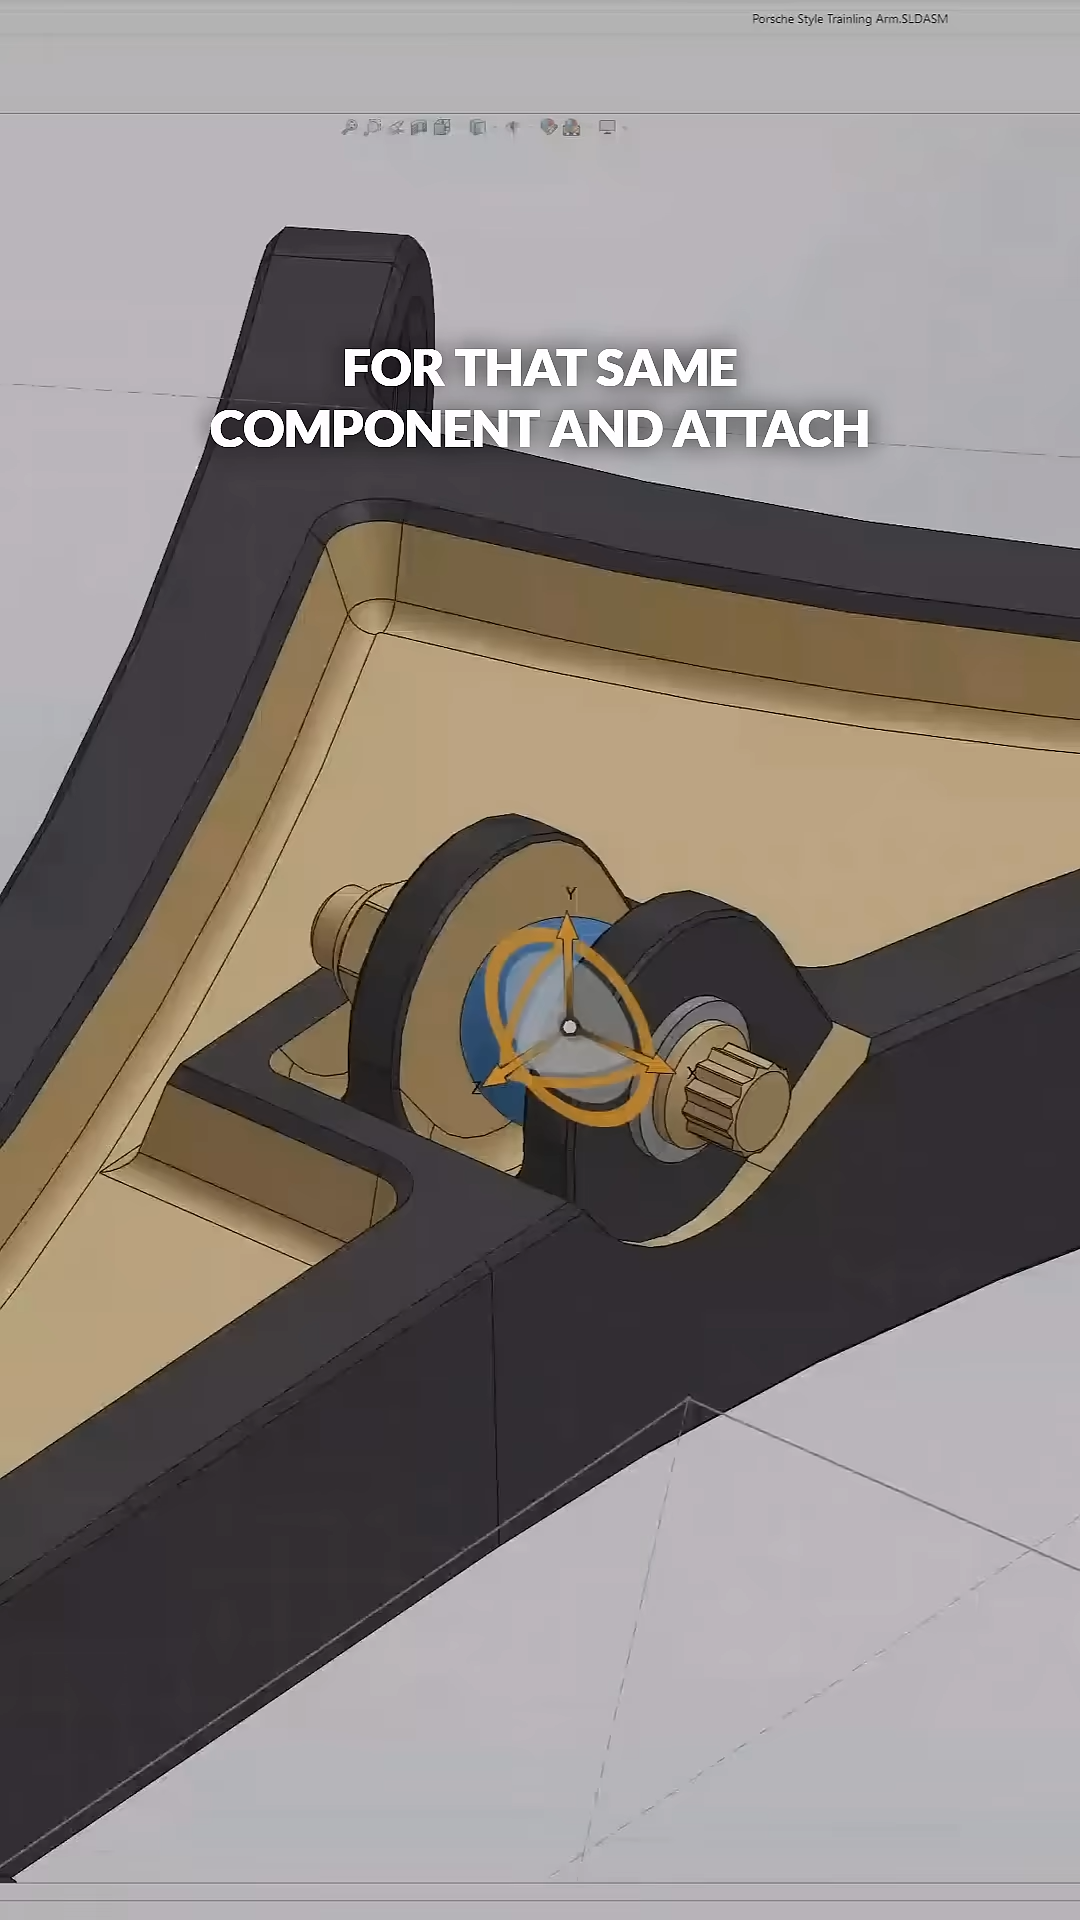 Porsche Style Trainling Arm.SLDASM
FOR THAT SAME
COMPONENT AND ATTACH
Y
Z
X